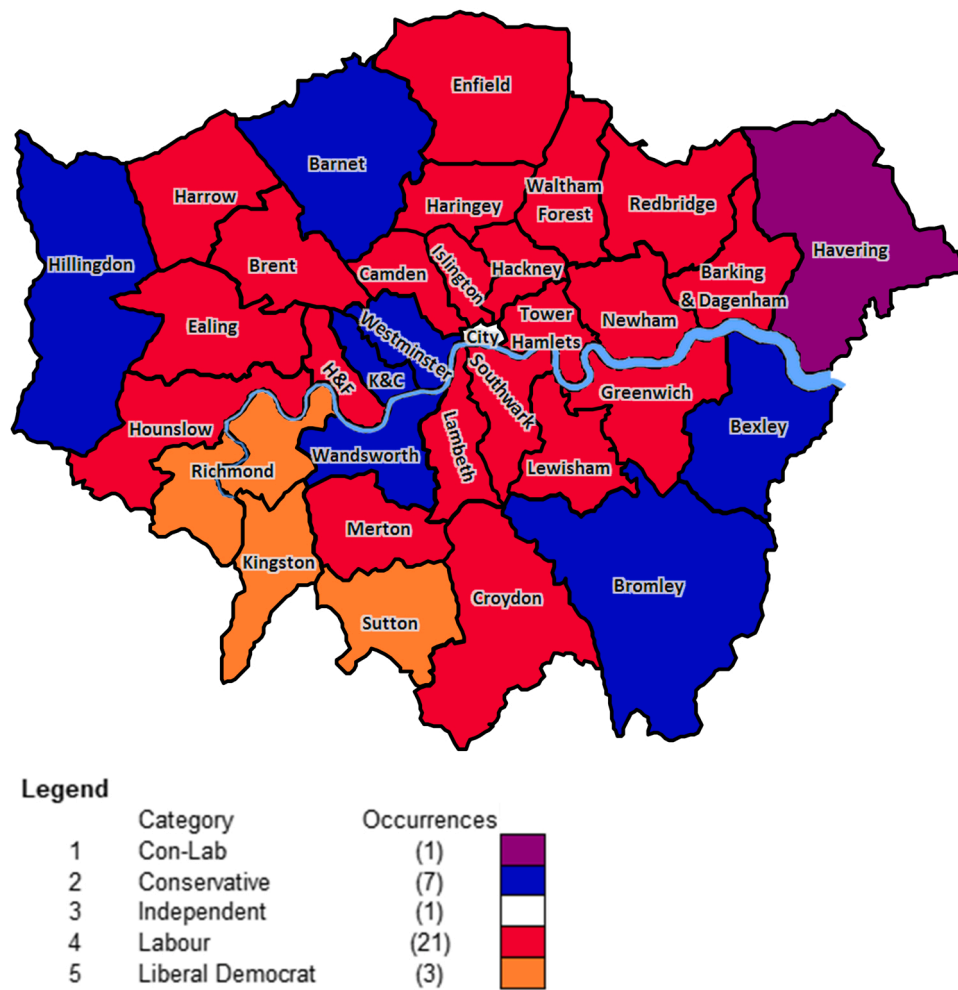 Enfield
Barnet
Harrow
Haringey
Waltham
Forest
Redbridge
Havering
Hillingdon
Brent
Camden
Islington
Hackney
Barking
& Dagenham
Ealing
Westminster
City
Tower
Hamlets
Newham
H&F
K&C
Southwark
Greenwich
Hounslow
Richmond
Wandsworth
Lambeth
Lewisham
Bexley
Merton
Kingston
Sutton
Croydon
Bromley
Legend
Category Occurrences
1 Con-Lab (1)
2 Conservative (7)
3 Independent (1)
4 Labour (21)
5 Liberal Democrat (3)